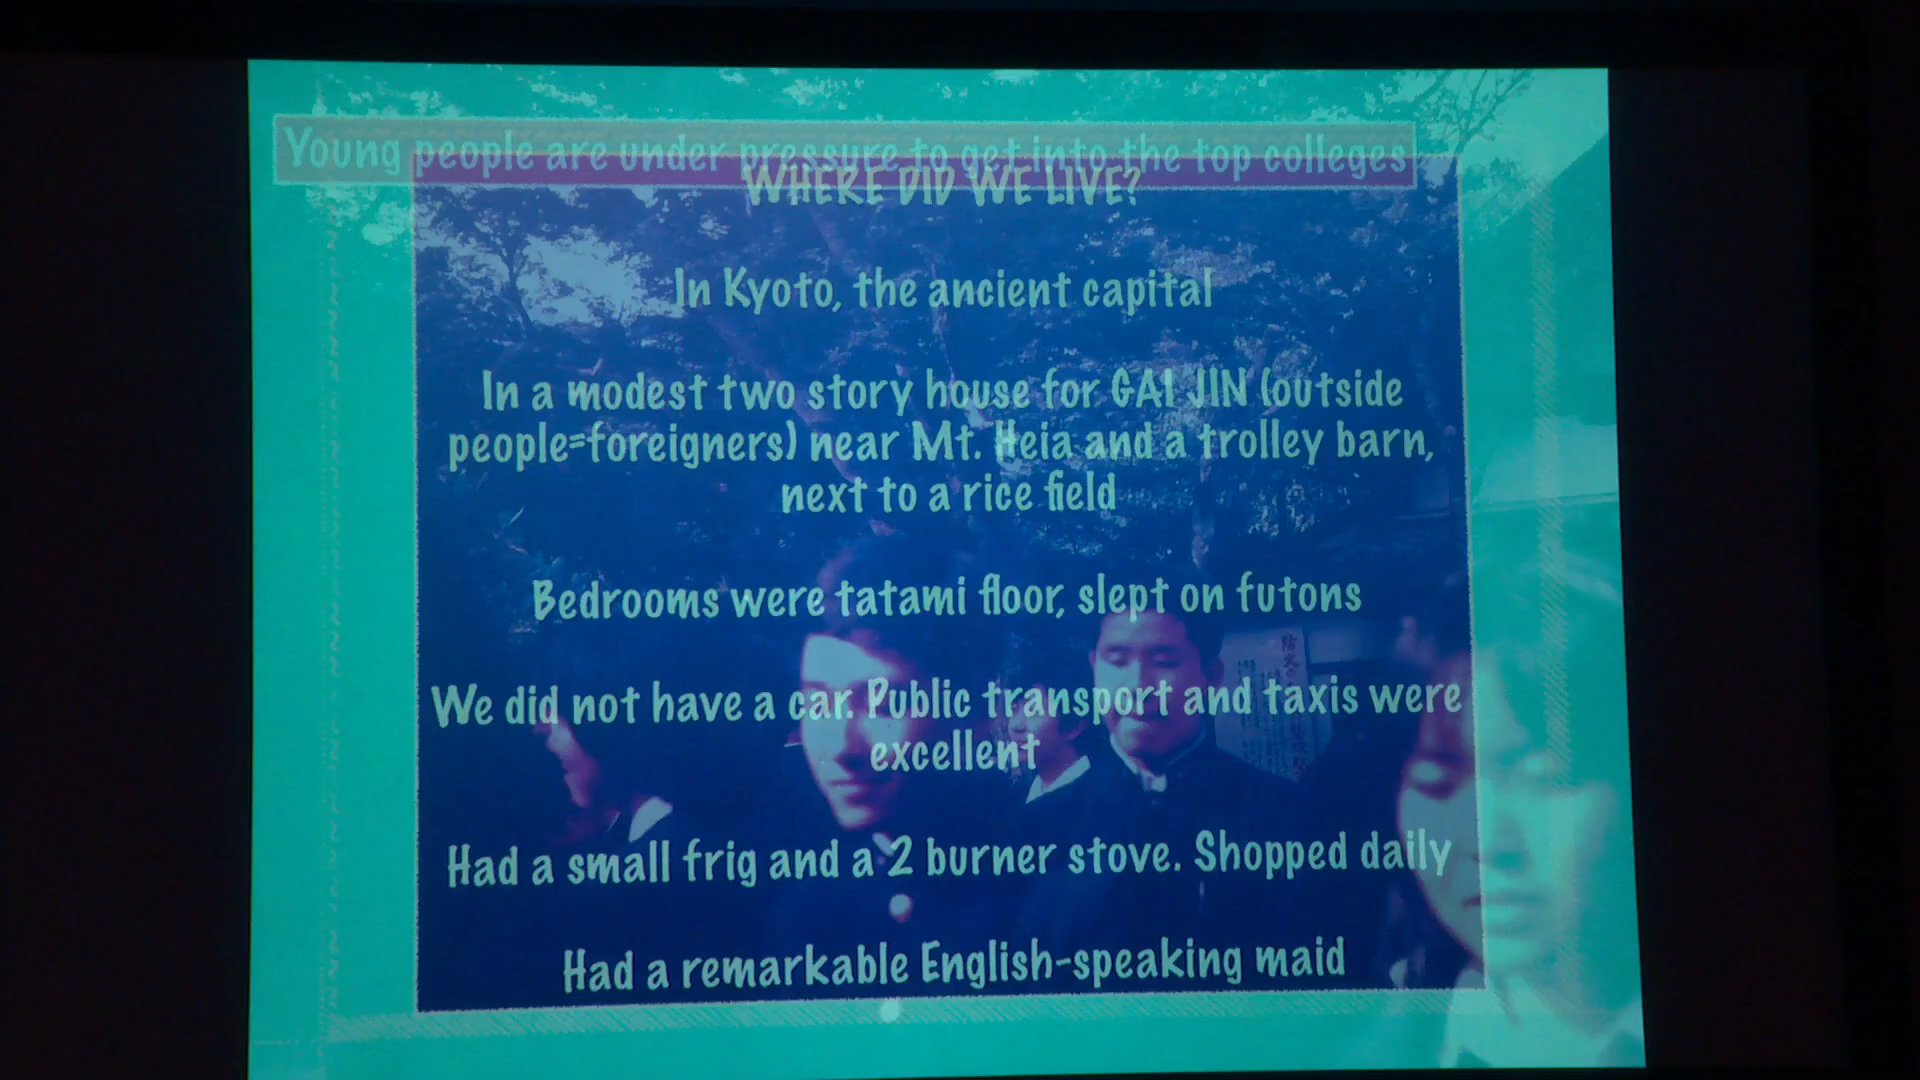 Young people are under pressure to get into the top colleges
WHERE DID WE LIVE?
In Kyoto, the ancient capital
In a modest two story house for GAI JIN (outside
people=foreigners) near Mt. Heia and a trolley barn,
next to a rice field
Bedrooms were tatami floor, slept on futons
We did not have a car. Public transport and taxis were
excellent
Had a small frig and a 2 burner stove. Shopped daily
Had a remarkable English-speaking maid